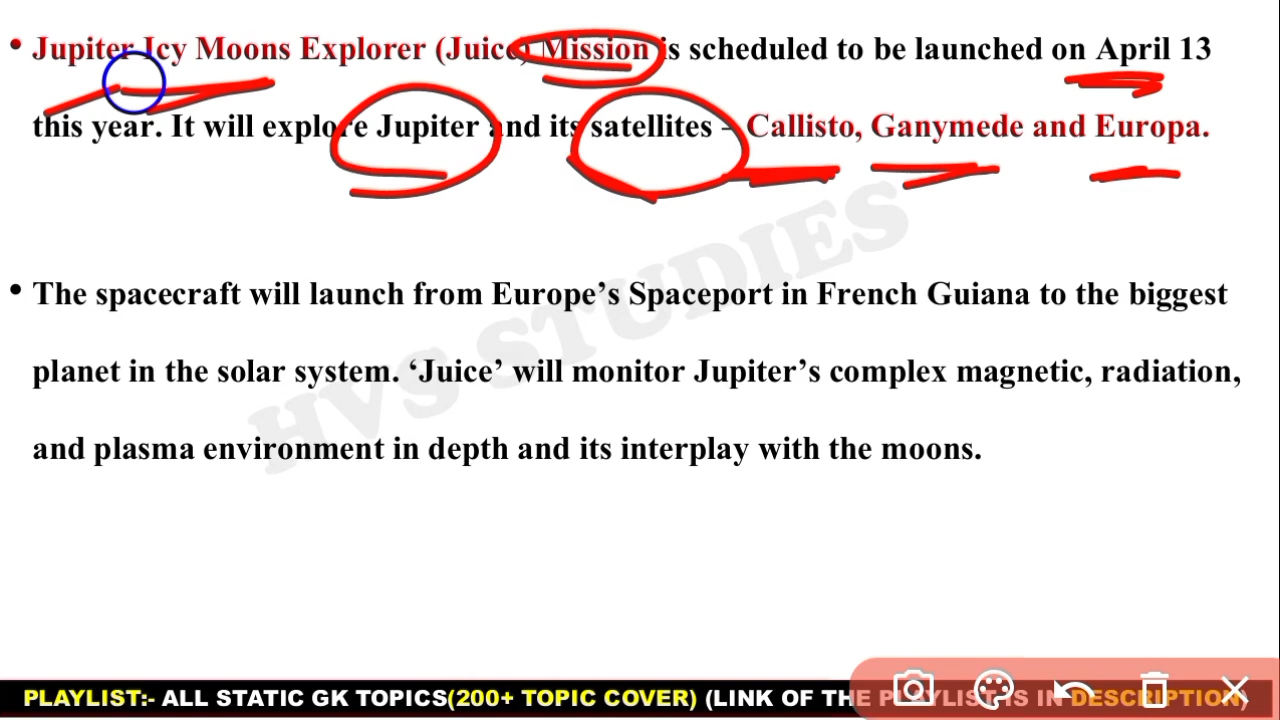 • Jupiter Icy Moons Explorer (Juice) Mission is scheduled to be launched on April 13
this year. It will explore Jupiter and its satellites – Callisto, Ganymede and Europa.
HVS STUDIES
• The spacecraft will launch from Europe’s Spaceport in French Guiana to the biggest
planet in the solar system. ‘Juice’ will monitor Jupiter’s complex magnetic, radiation,
and plasma environment in depth and its interplay with the moons.
PLAYLIST:- ALL STATIC GK TOPICS(200+ TOPIC COVER) (LINK OF THE PLAYLIST IS IN DESCRIPTION)